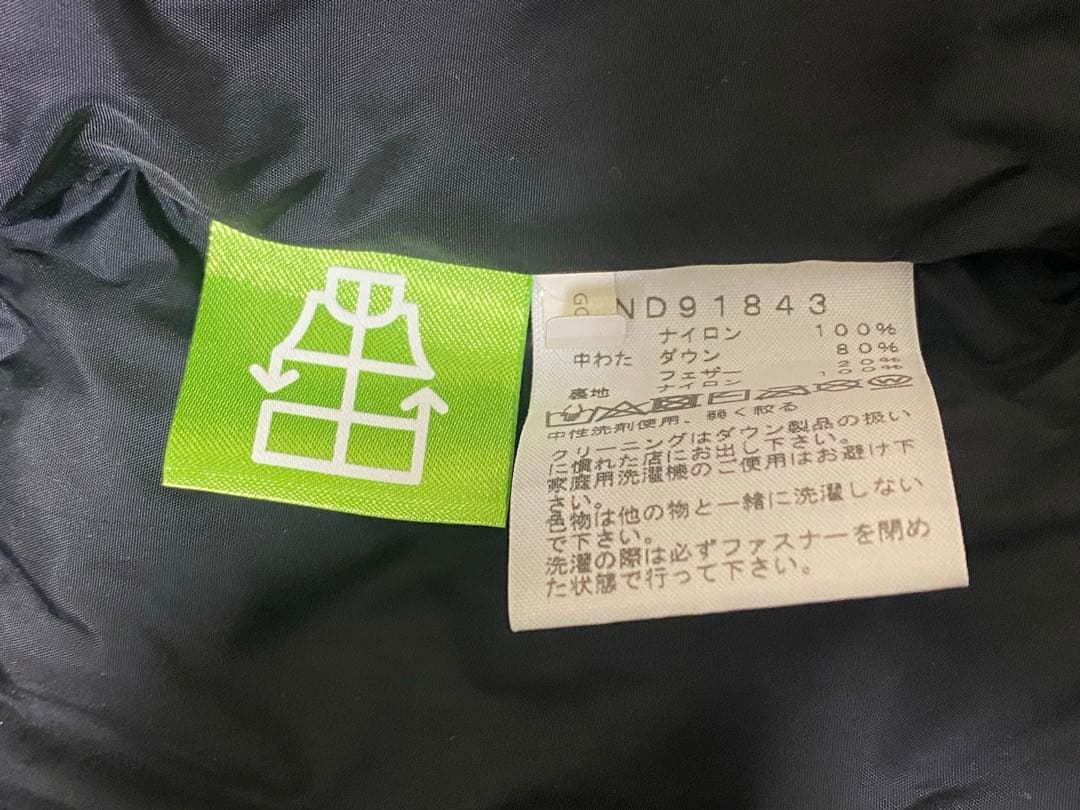 GO
ND91843
ナイロン 100%
中わた ダウン 80%
フェザー 20%
裏地 ナイロン 100%
中性洗剤使用、弱く絞る
クリーニングはダウン製品の扱い
に慣れた店にお出し下さい。
家庭用洗濯機のご使用はお避け下
さい。
色物は他の物と一緒に洗濯しない
で下さい。
洗濯の際は必ずファスナーを閉め
た状態で行って下さい。